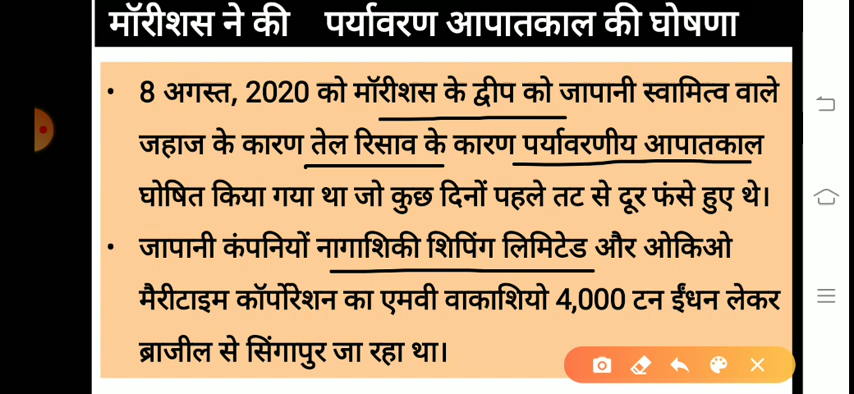 मॉरीशस ने की पर्यावरण आपातकाल की घोषणा
• 8 अगस्त, 2020 को मॉरीशस के द्वीप को जापानी स्वामित्व वाले
जहाज के कारण तेल रिसाव के कारण पर्यावरणीय आपातकाल
घोषित किया गया था जो कुछ दिनों पहले तट से दूर फंसे हुए थे।
• जापानी कंपनियों नागाशिकी शिपिंग लिमिटेड और ओकिओ
मैरीटाइम कॉर्पोरेशन का एमवी वाकाशियो 4,000 टन ईंधन लेकर
ब्राजील से सिंगापुर जा रहा था।